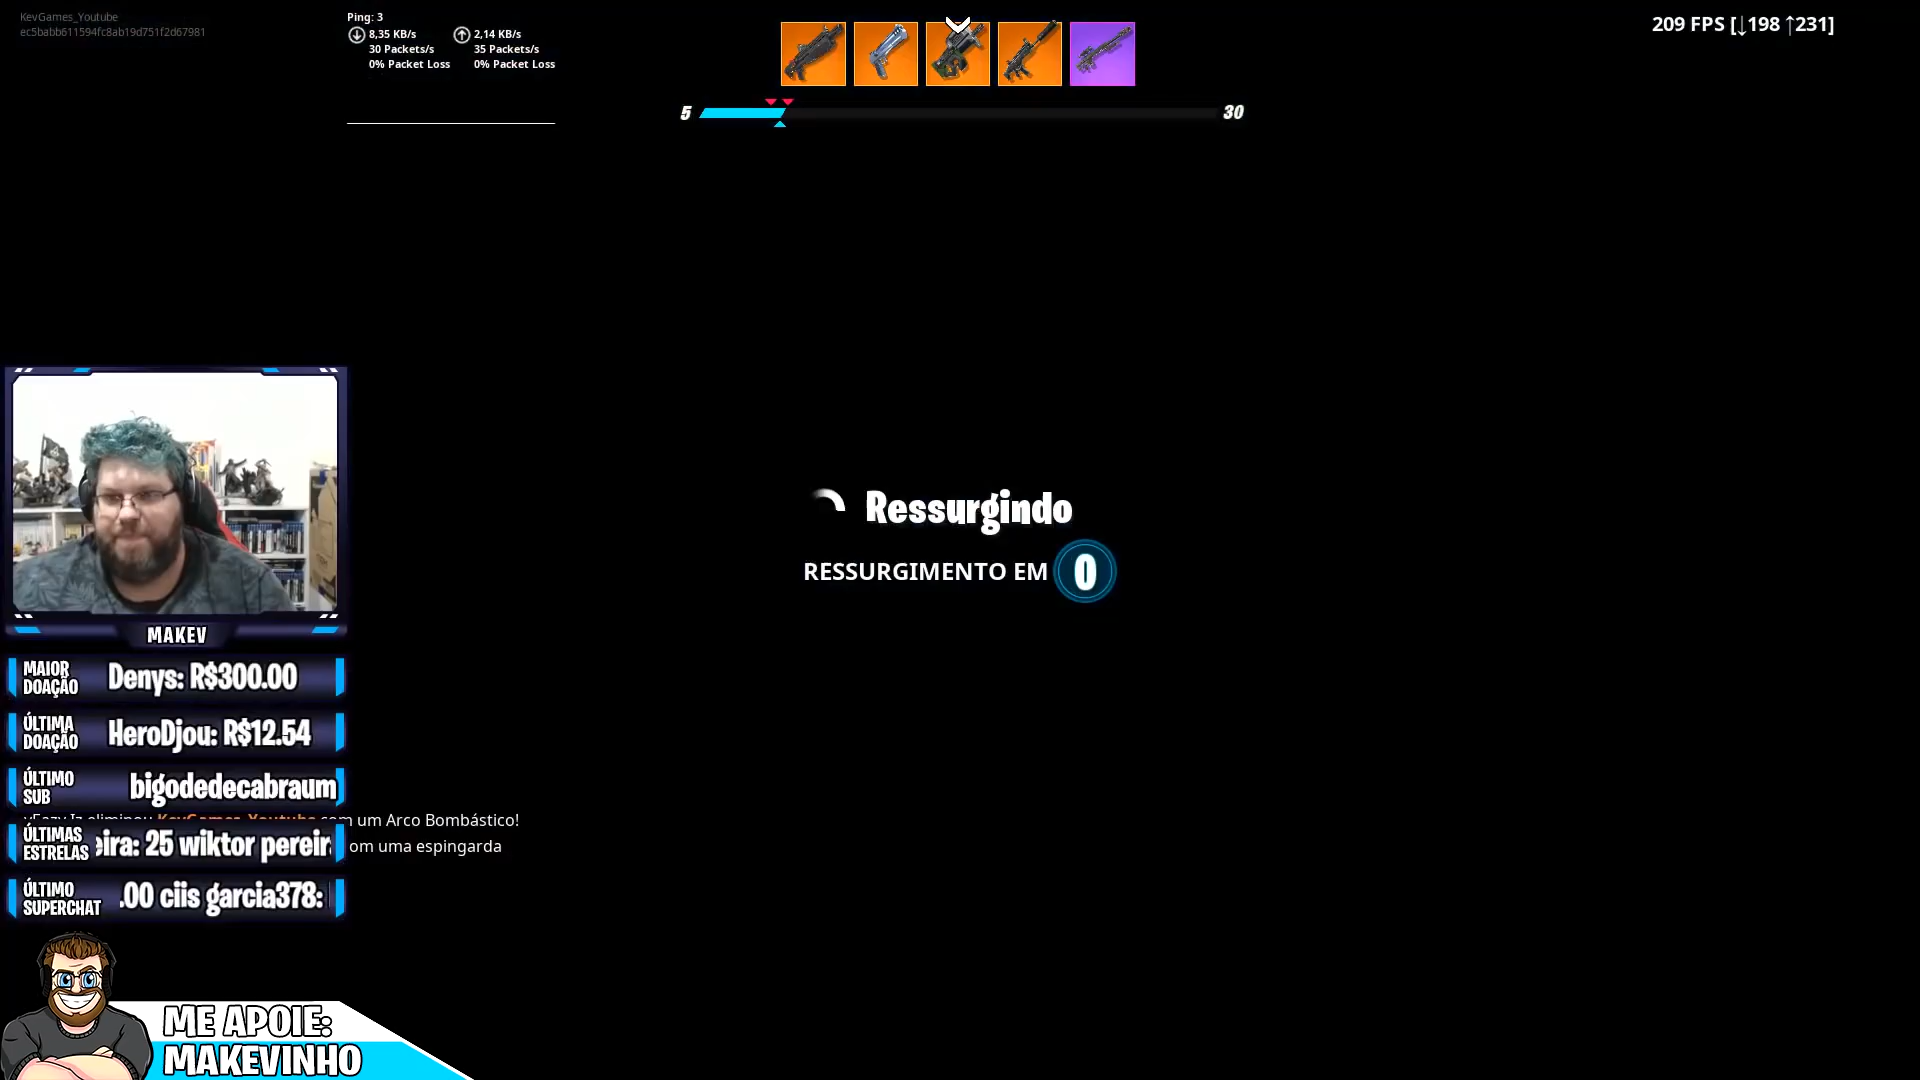 KevGames_Youtube
ec5babb611594fc8ab19d751f2d67981
Ping: 3
8,35 KB/s 2,14 KB/s
30 Packets/s 35 Packets/s
0% Packet Loss 0% Packet Loss
209 FPS [↓198 ↑231]
5 30
Ressurgindo
RESSURGIMENTO EM 0
MAKEV
MAIOR
DOAÇÃO
Denys: R$300.00
ÚLTIMA
DOAÇÃO
HeroDjou: R$12.54
ÚLTIMO
SUB
bigodedecabraum
KevGames_Youtube com um Arco Bombástico!
ÚLTIMAS
ESTRELAS
eira: 25 wiktor pereir
om uma espingarda
ÚLTIMO
SUPERCHAT
.00 ciis garcia378:
ME APOIE:
MAKEVINHO